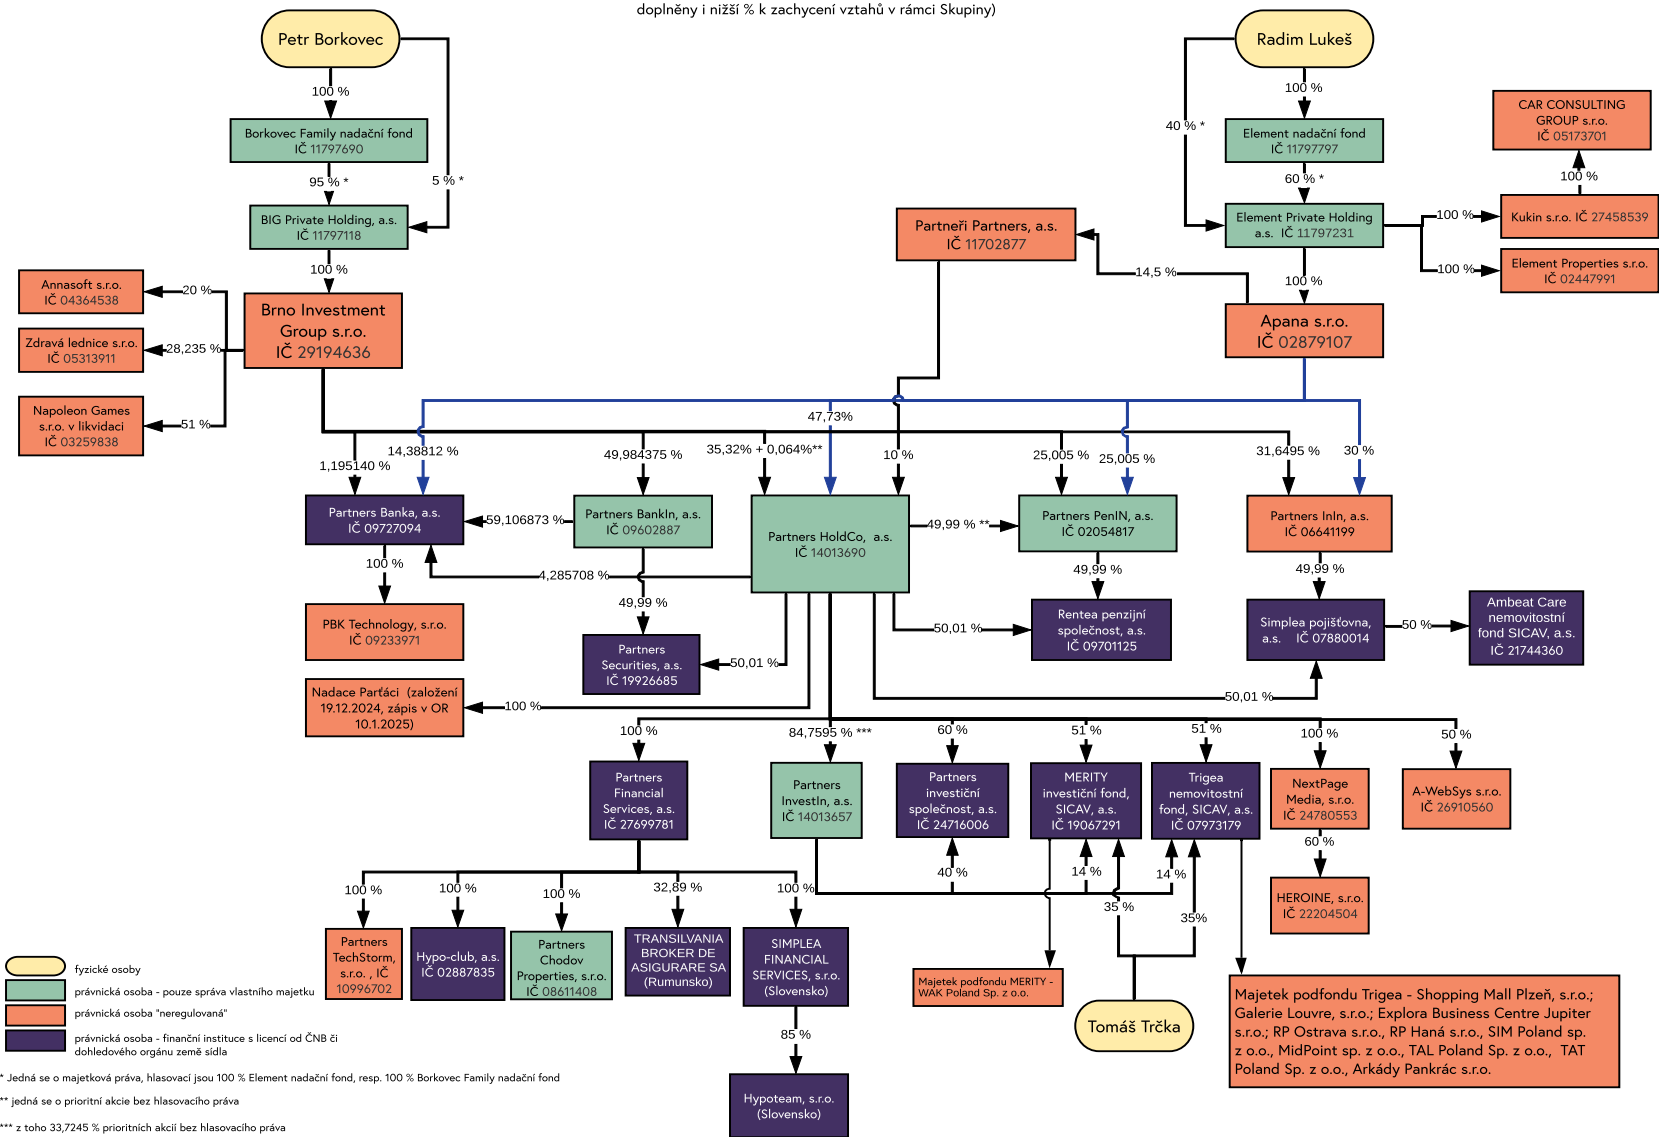 doplněny i nižší % k zachycení vztahů v rámci Skupiny)
Petr Borkovec
Radim Lukeš
100 %
100 %
CAR CONSULTING
GROUP s.r.o.
IČ 05173701
40 % *
Borkovec Family nadační fond
IČ 11797690
Element nadační fond
IČ 11797797
95 % *
5 % *
60 % *
100 %
BIG Private Holding, a.s.
IČ 11797118
Partneři Partners, a.s.
IČ 11702877
Element Private Holding
a.s. IČ 11797231
100 %
Kukin s.r.o. IČ 27458539
100 %
Element Properties s.r.o.
IČ 02447991
100 %
14,5 %
100 %
Annasoft s.r.o.
IČ 04364538
20 %
Brno Investment
Group s.r.o.
IČ 29194636
Apana s.r.o.
IČ 02879107
Zdravá lednice s.r.o.
IČ 05313911
28,235 %
Napoleon Games
s.r.o. v likvidaci
IČ 03259838
51 %
47,73%
1,195140 %
14,38812 %
49,984375 %
35,32% + 0,064%**
10 %
25,005 %
25,005 %
31,6495 %
30 %
Partners Banka, a.s.
IČ 09727094
59,106873 %
Partners BankIn, a.s.
IČ 09602887
Partners HoldCo, a.s.
IČ 14013690
49,99 % **
Partners PenIN, a.s.
IČ 02054817
Partners InIn, a.s.
IČ 06641199
100 %
4,285708 %
49,99 %
49,99 %
49,99 %
PBK Technology, s.r.o.
IČ 09233971
Partners
Securities, a.s.
IČ 19926685
50,01 %
50,01 %
Rentea penzijní
společnost, a.s.
IČ 09701125
Simplea pojišťovna,
a.s. IČ 07880014
50 %
Ambeat Care
nemovitostní
fond SICAV, a.s.
IČ 21744360
Nadace Parťáci (založení
19.12.2024, zápis v OR
10.1.2025)
100 %
50,01 %
100 %
84,7595 % ***
60 %
51 %
51 %
100 %
50 %
Partners
Financial
Services, a.s.
IČ 27699781
Partners
InvestIn, a.s.
IČ 14013657
Partners
investiční
společnost, a.s.
IČ 24716006
MERITY
investiční fond,
SICAV, a.s.
IČ 19067291
Trigea
nemovitostní
fond, SICAV, a.s.
IČ 07973179
NextPage
Media, s.r.o.
IČ 24780553
A-WebSys s.r.o.
IČ 26910560
60 %
HEROINE, s.r.o.
IČ 22204504
40 %
14 %
14 %
35 %
35%
100 %
100 %
100 %
32,89 %
100 %
Partners
TechStorm,
s.r.o. , IČ
10996702
Hypo-club, a.s.
IČ 02887835
Partners
Chodov
Properties, s.r.o.
IČ 08611408
TRANSILVANIA
BROKER DE
ASIGURARE SA
(Rumunsko)
SIMPLEA
FINANCIAL
SERVICES, s.r.o.
(Slovensko)
85 %
Hypoteam, s.r.o.
(Slovensko)
Majetek podfondu MERITY -
WAK Poland Sp. z o.o.
Tomáš Trčka
Majetek podfondu Trigea - Shopping Mall Plzeň, s.r.o.;
Galerie Louvre, s.r.o.; Explora Business Centre Jupiter
s.r.o.; RP Ostrava s.r.o., RP Haná s.r.o., SIM Poland sp.
z o.o., MidPoint sp. z o.o., TAL Poland Sp. z o.o., TAT
Poland Sp. z o.o., Arkády Pankrác s.r.o.
fyzické osoby
právnická osoba - pouze správa vlastního majetku
právnická osoba "neregulovaná"
právnická osoba - finanční instituce s licencí od ČNB či
dohledového orgánu země sídla
* Jedná se o majetková práva, hlasovací jsou 100 % Element nadační fond, resp. 100 % Borkovec Family nadační fond
** jedná se o prioritní akcie bez hlasovacího práva
*** z toho 33,7245 % prioritních akcií bez hlasovacího práva